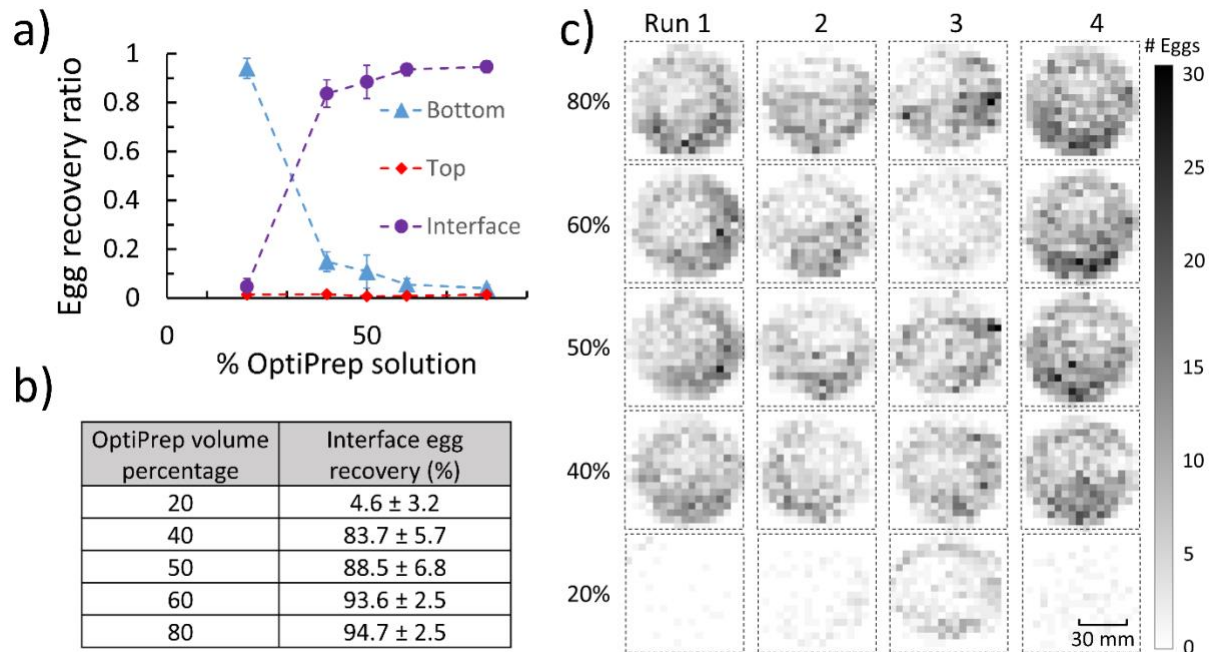 a)
Egg recovery ratio
1
0.8
0.6
0.4
0.2
0
0
50
% OptiPrep solution
Bottom
Top
Interface
b)
OptiPrep volume percentage
Interface egg recovery (%)
20
4.6 ± 3.2
40
83.7 ± 5.7
50
88.5 ± 6.8
60
93.6 ± 2.5
80
94.7 ± 2.5
c)
Run 1
2
3
4
80%
60%
50%
40%
20%
30 mm
# Eggs
30
25
20
15
10
5
0